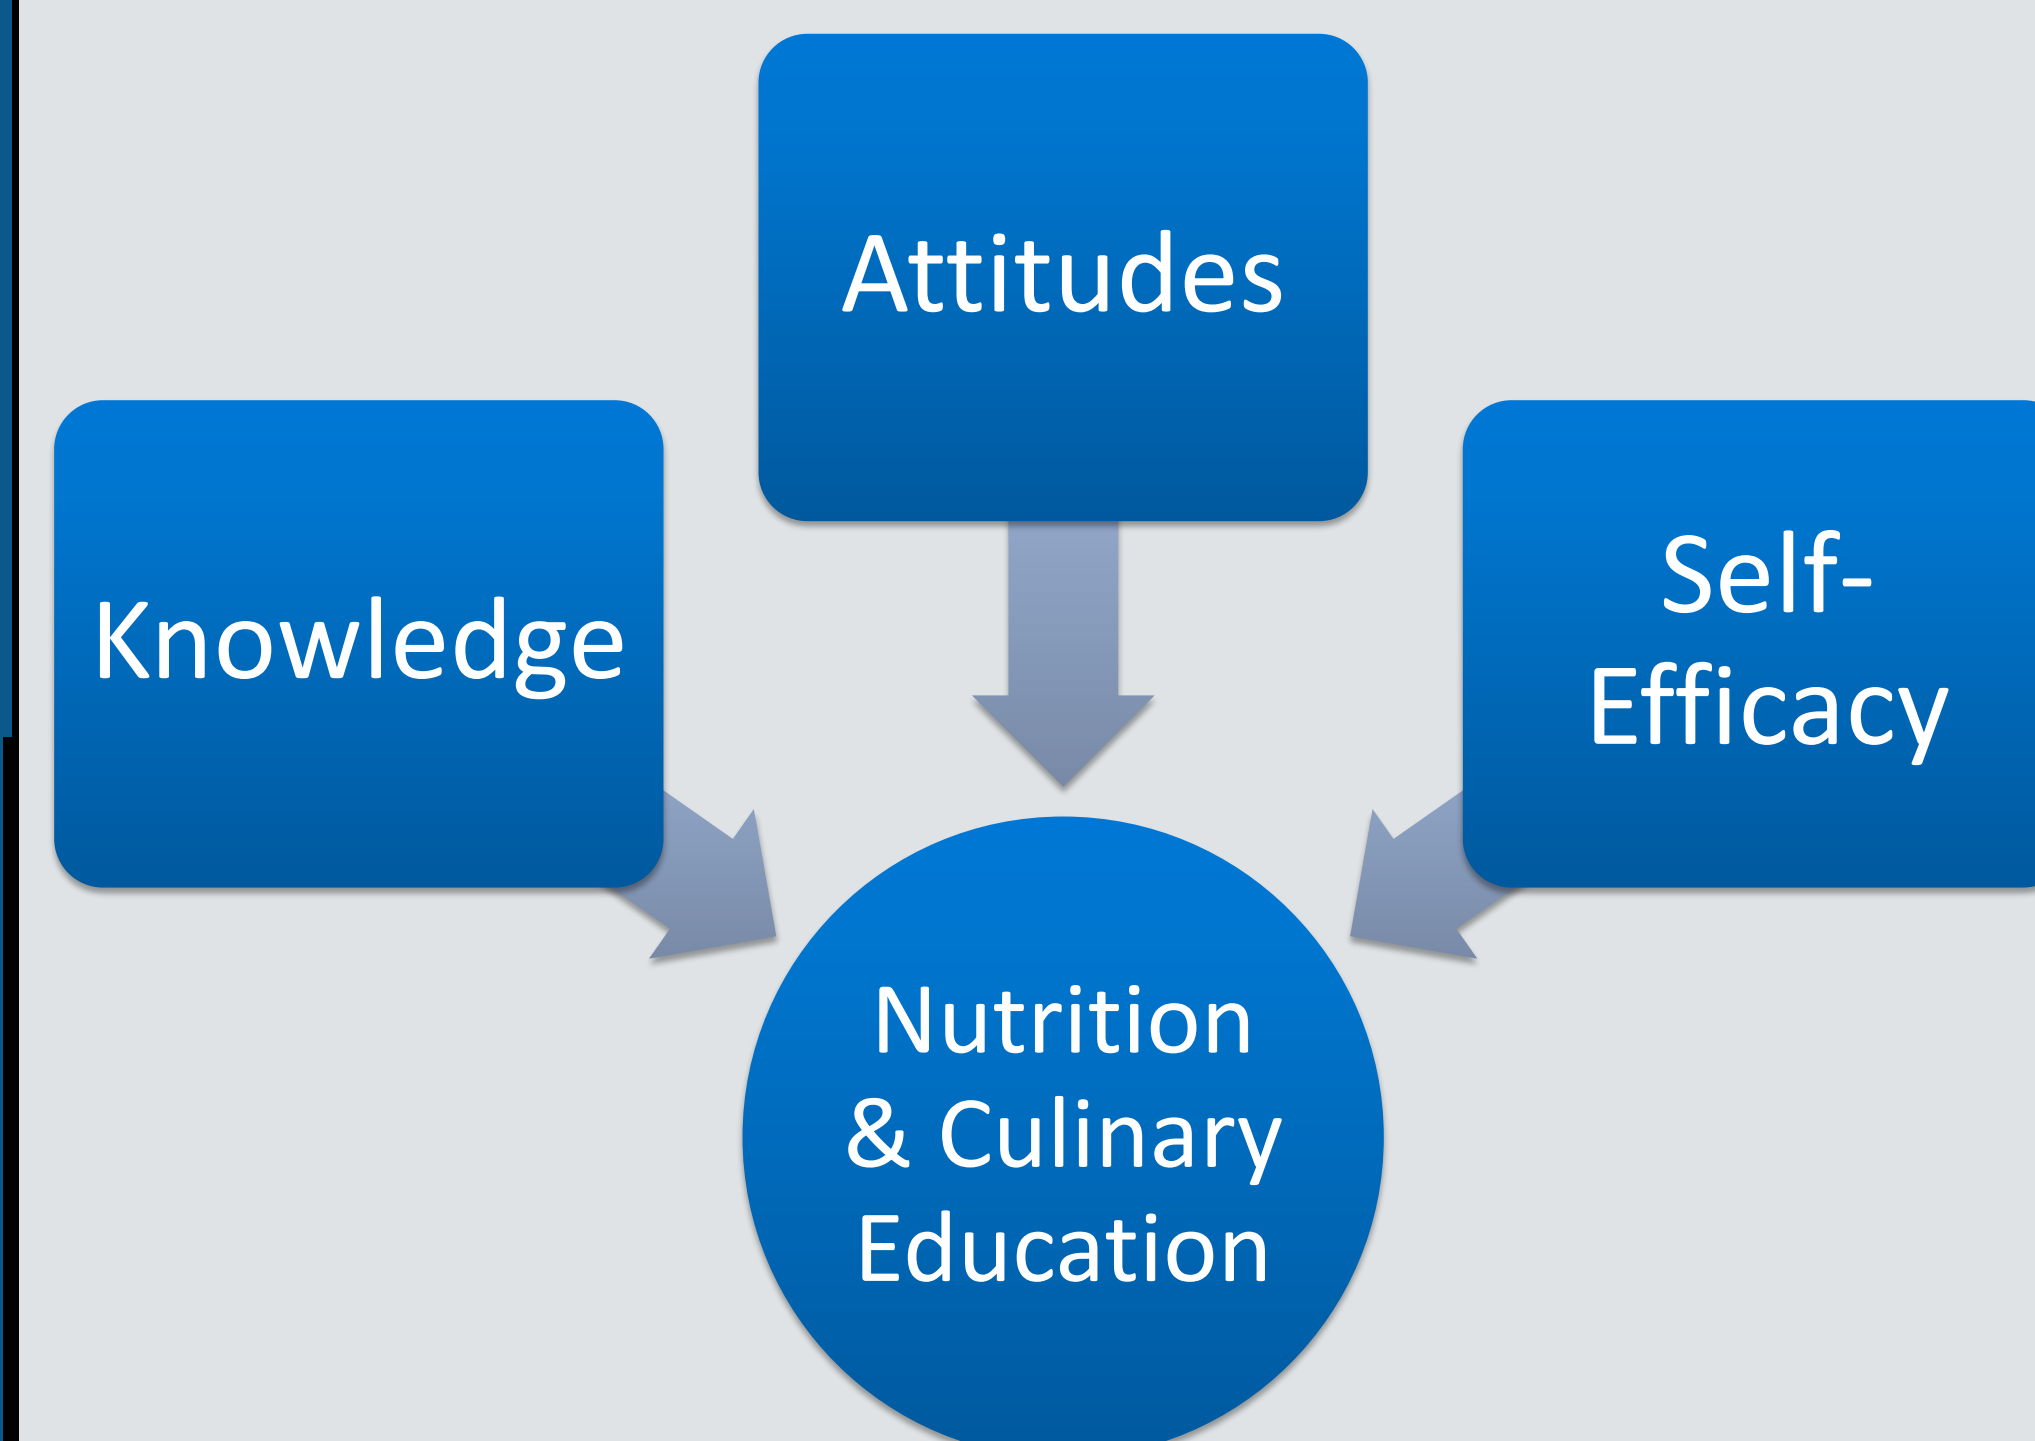 Attitudes
Knowledge
Self-
Efficacy
Nutrition
& Culinary
Education